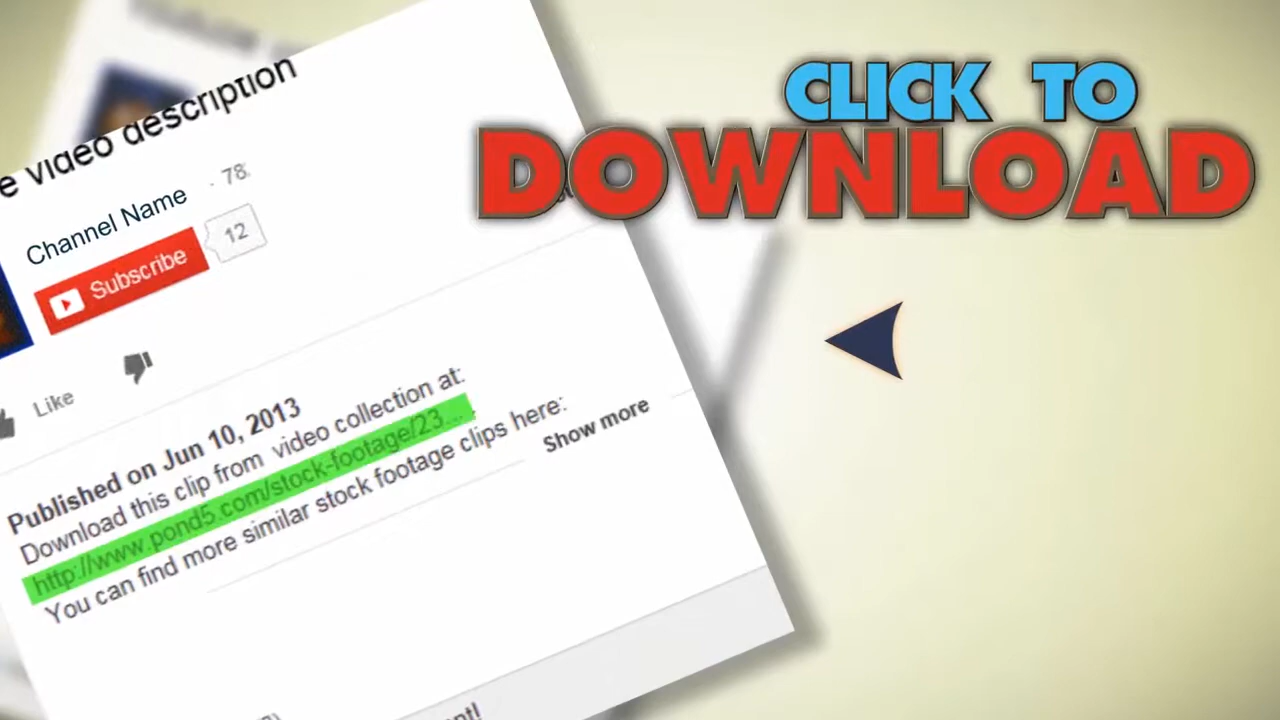 CLICK TO
DOWNLOAD
e video description
Channel Name
78
Subscribe
12
Like
Published on Jun 10, 2013
Download this clip from video collection at:
http://www.pond5.com/stock-footage/23...
You can find more similar stock footage clips here:
Show more